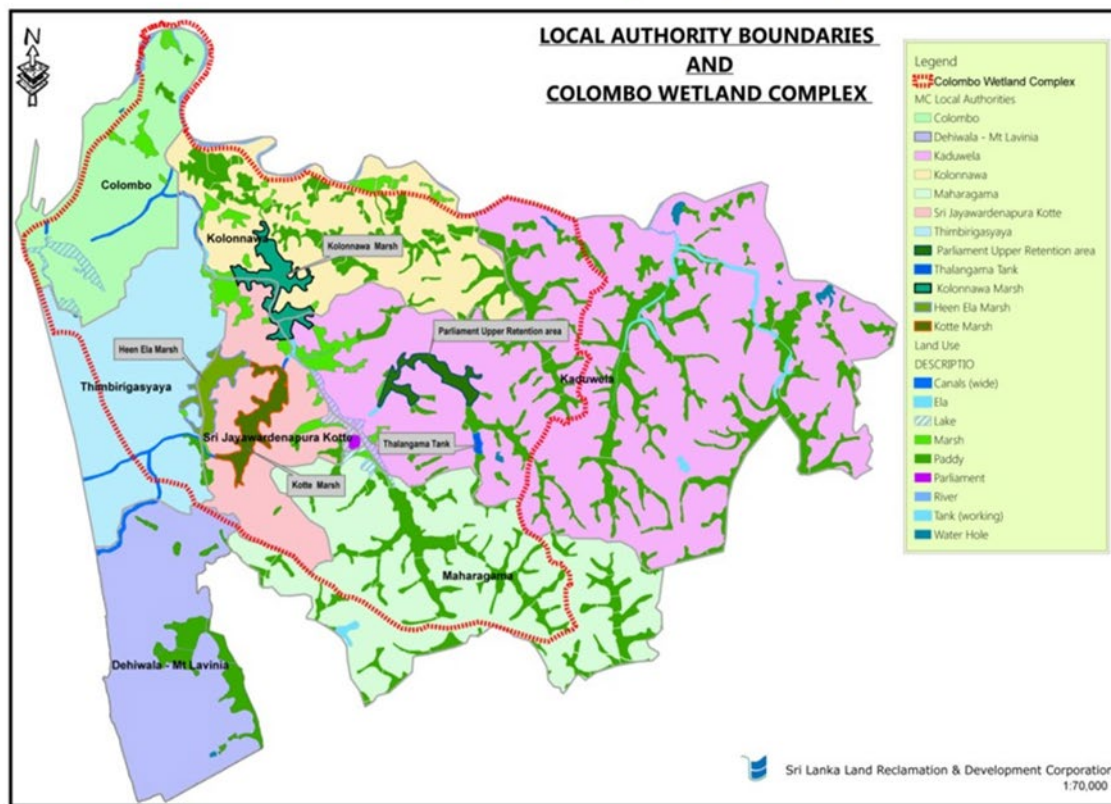 LOCAL AUTHORITY BOUNDARIES
AND
COLOMBO WETLAND COMPLEX
N
Legend
Colombo Wetland Complex
MC Local Authorities
Colombo
Dehiwala - Mt Lavinia
Kaduwela
Kolonnawa
Maharagama
Sri Jayawardenapura Kotte
Thimbirigasyaya
Parliament Upper Retention area
Thalangama Tank
Kolonnawa Marsh
Heen Ela Marsh
Kotte Marsh
Land Use
DESCRIPTIO
Canals (wide)
Ela
Lake
Marsh
Paddy
Parliament
River
Tank (working)
Water Hole
Colombo
Kolonnawa
Kolonnawa Marsh
Parliament Upper Retention area
Heen Ela Marsh
Kaduwela
Thimbirigasyaya
Sri Jayawardenapura Kotte
Thalangama Tank
Kotte Marsh
Maharagama
Dehiwala - Mt Lavinia
Sri Lanka Land Reclamation & Development Corporation
1:70,000